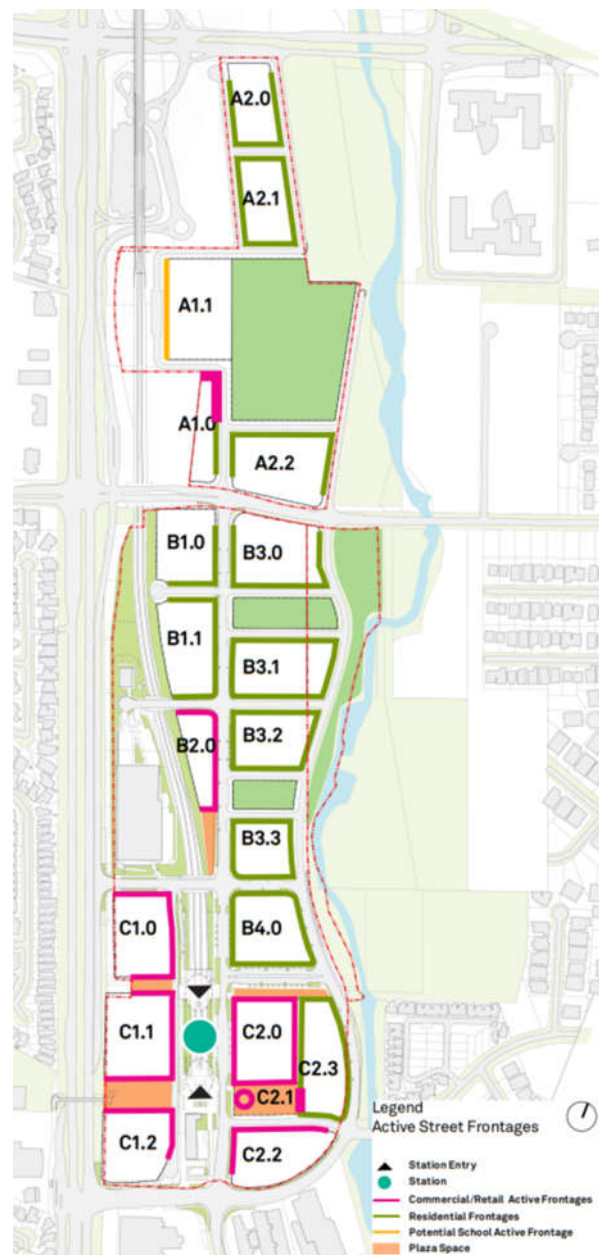 A2.0
A2.1
A1.1
A1.0
A2.2
B1.0
B3.0
B1.1
B3.1
B2.0
B3.2
B3.3
C1.0
B4.0
C1.1
C2.0
C2.3
C2.1
C1.2
C2.2
Legend
Active Street Frontages
Station Entry
Station
Commercial/Retail Active Frontages
Residential Frontages
Potential School Active Frontage
Plaza Space